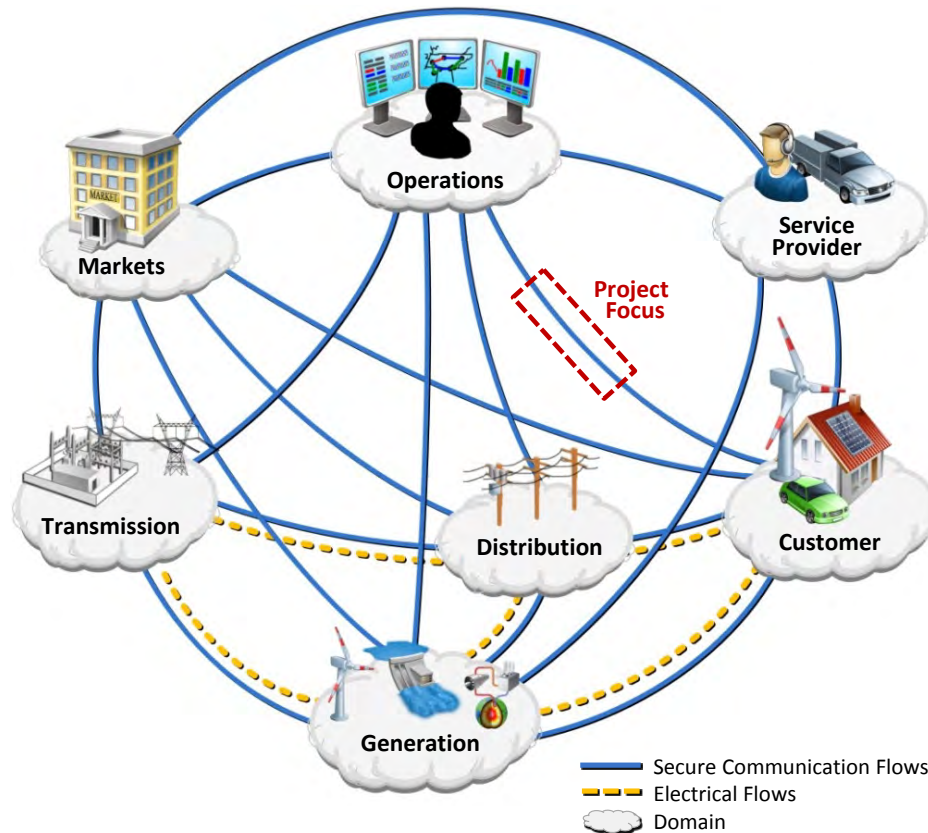 Operations
MARKET
Markets
Service
Provider
Project
Focus
Transmission
Distribution
Customer
Generation
Secure Communication Flows
Electrical Flows
Domain